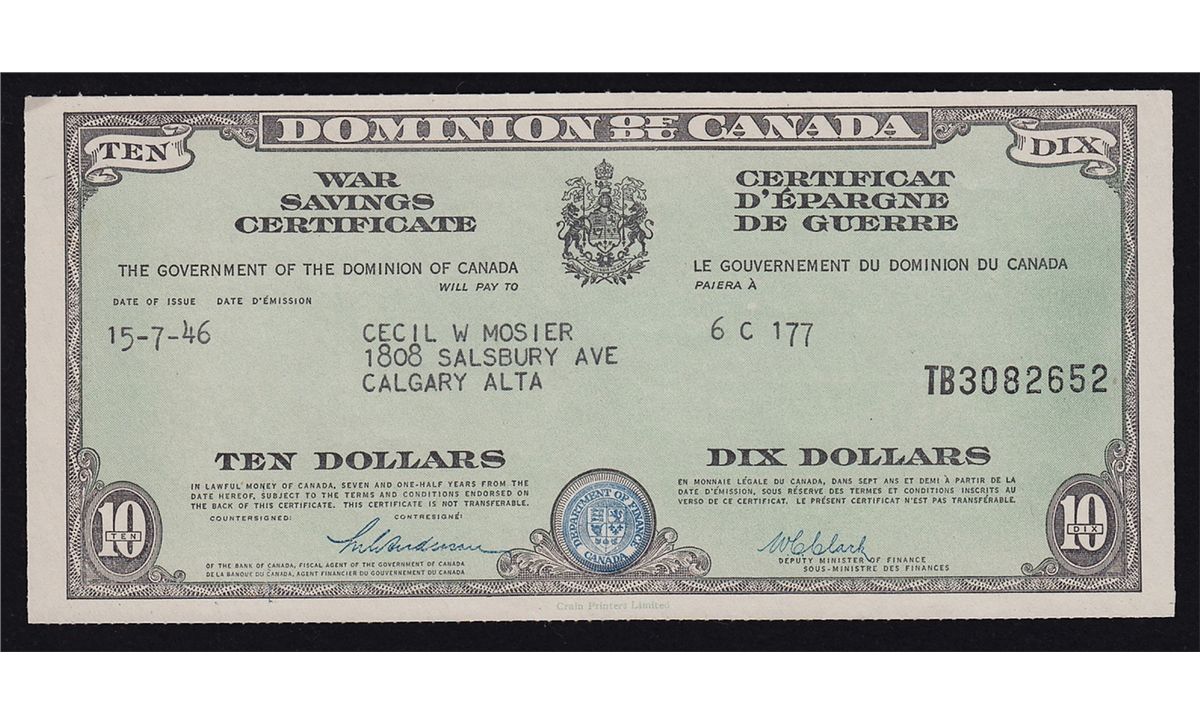 DOMINION OF DU CANADA
TEN
DIX
WAR
SAVINGS
CERTIFICATE
CERTIFICAT
D'ÉPARGNE
DE GUERRE
THE GOVERNMENT OF THE DOMINION OF CANADA
WILL PAY TO
LE GOUVERNEMENT DU DOMINION DU CANADA
PAIERA À
DATE OF ISSUE DATE D'ÉMISSION
15-7-46
CECIL W MOSIER
1808 SALSBURY AVE
CALGARY ALTA
6 C 177
TB3082652
TEN DOLLARS
IN LAWFUL MONEY OF CANADA, SEVEN AND ONE-HALF YEARS FROM THE
DATE HEREOF, SUBJECT TO THE TERMS AND CONDITIONS ENDORSED ON
THE BACK OF THIS CERTIFICATE. THIS CERTIFICATE IS NOT TRANSFERABLE.
COUNTERSIGNED: CONTRESIGNÉ:
DIX DOLLARS
EN MONNAIE LÉGALE DU CANADA, DANS SEPT ANS ET DEMI À PARTIR DE LA
DATE D'ÉMISSION, SOUS RÉSERVE DES TERMES ET CONDITIONS INSCRITS AU
VERSO DE CE CERTIFICAT. LE PRÉSENT CERTIFICAT N'EST PAS TRANSFÉRABLE.
10
TEN
DEPARTMENT OF FINANCE
CANADA
10
DIX
OF THE BANK OF CANADA, FISCAL AGENT OF THE GOVERNMENT OF CANADA
DE LA BANQUE DU CANADA, AGENT FINANCIER DU GOUVERNEMENT DU CANADA
W C Clark
DEPUTY MINISTER OF FINANCE
SOUS-MINISTRE DES FINANCES
Crain Printers Limited